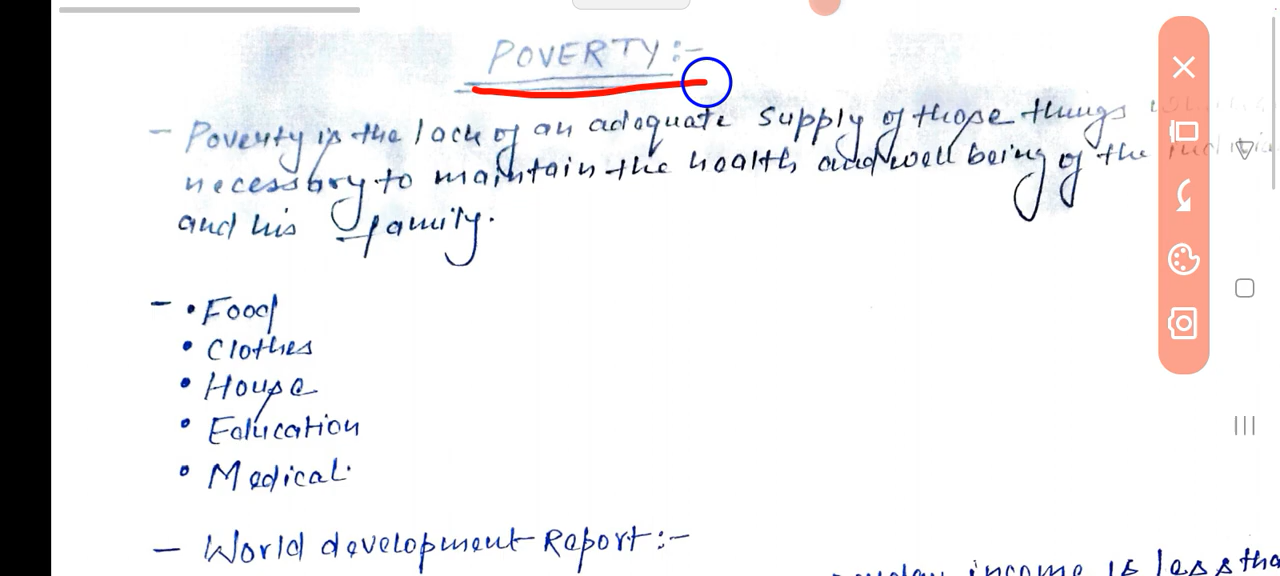 POVERTY:-
- Poverty is the lack of an adequate supply of those things
necessary to maintain the health and well being of the
and his family.
- • Food
• Clothes
• House
• Education
• Medical.
- World development Report:-
income is less tha